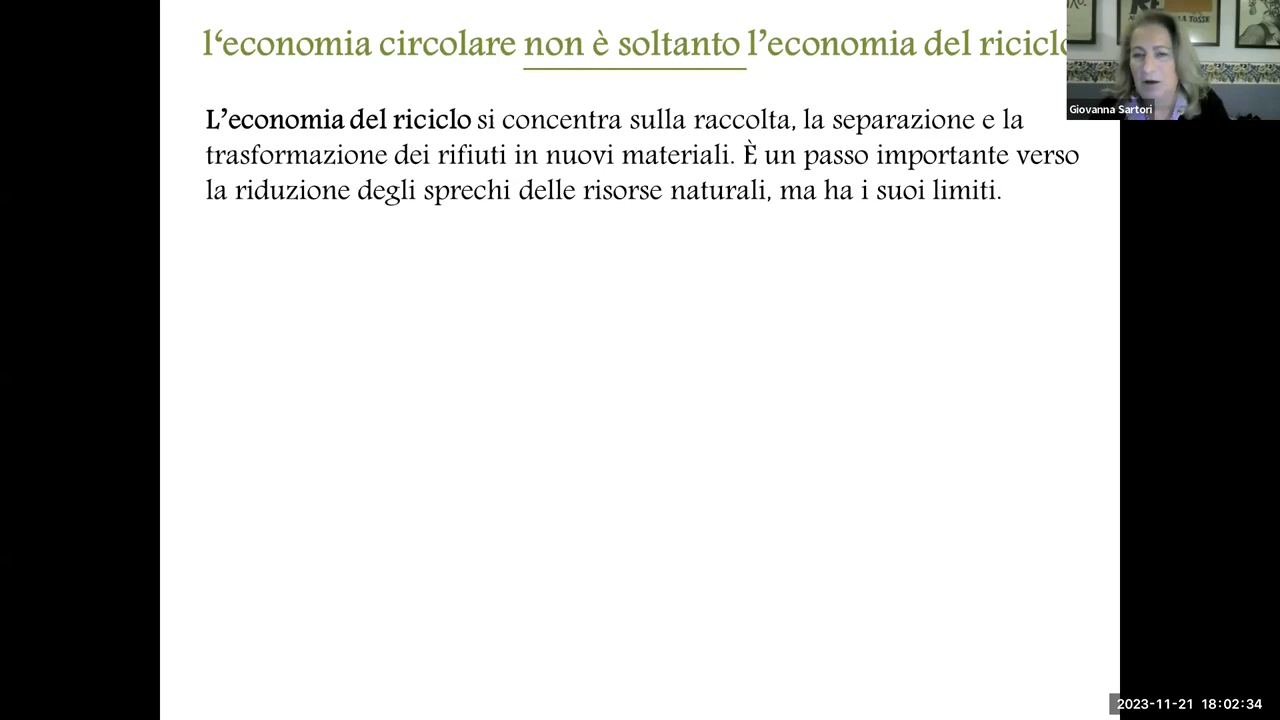 l‘economia circolare non è soltanto l’economia del riciclo
L’economia del riciclo si concentra sulla raccolta, la separazione e la
trasformazione dei rifiuti in nuovi materiali. È un passo importante verso
la riduzione degli sprechi delle risorse naturali, ma ha i suoi limiti.
LA TOSSE
Giovanna Sartori
2023-11-21 18:02:34